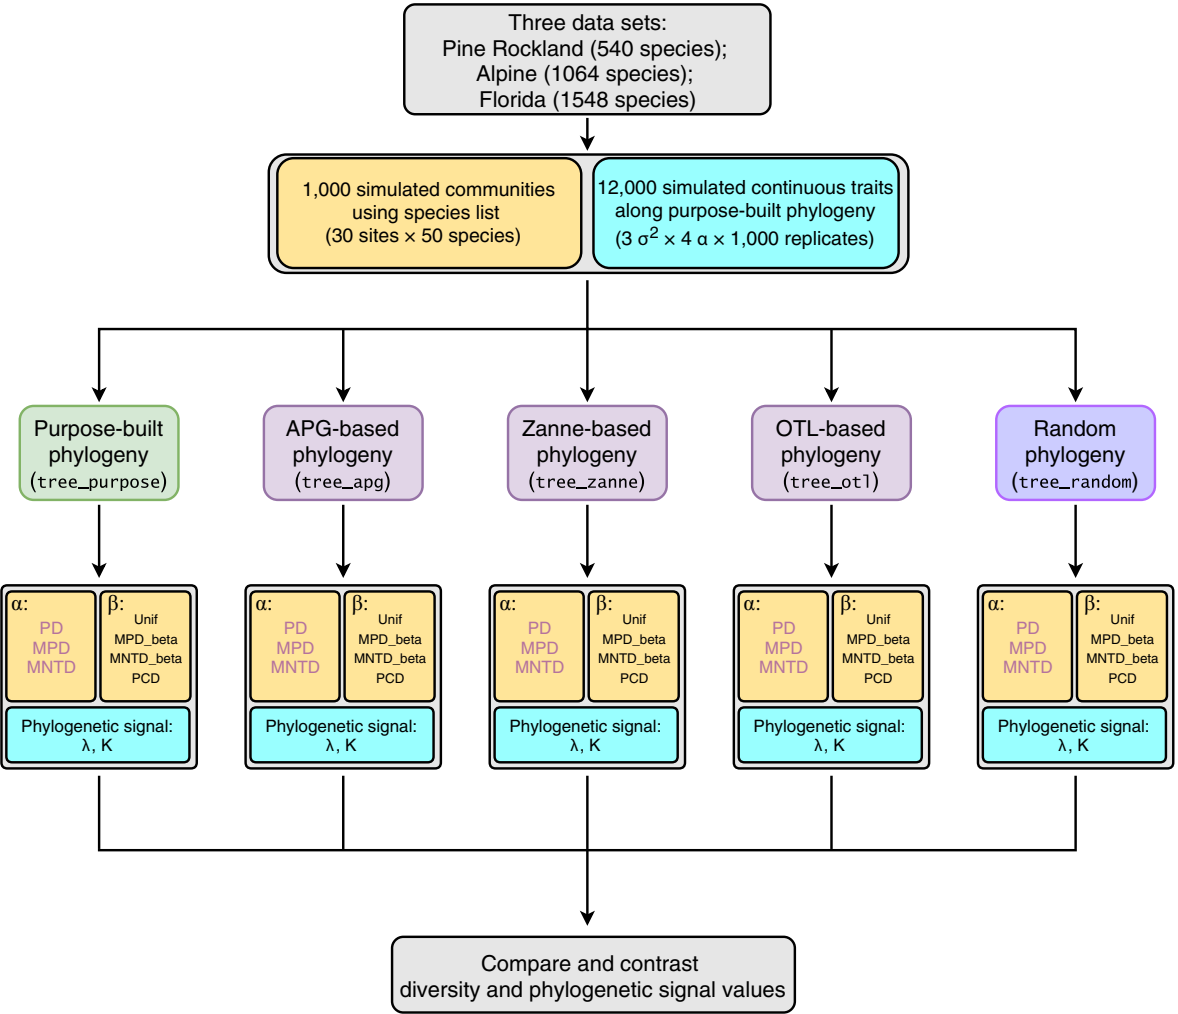 Three data sets:
Pine Rockland (540 species);
Alpine (1064 species);
Florida (1548 species)
1,000 simulated communities
using species list
(30 sites × 50 species)
12,000 simulated continuous traits
along purpose-built phylogeny
(3 σ² × 4 α × 1,000 replicates)
Purpose-built
phylogeny
(tree_purpose)
APG-based
phylogeny
(tree_apg)
Zanne-based
phylogeny
(tree_zanne)
OTL-based
phylogeny
(tree_otl)
Random
phylogeny
(tree_random)
α:
PD
MPD
MNTD
β:
Unif
MPD_beta
MNTD_beta
PCD
Phylogenetic signal:
λ, K
α:
PD
MPD
MNTD
β:
Unif
MPD_beta
MNTD_beta
PCD
Phylogenetic signal:
λ, K
α:
PD
MPD
MNTD
β:
Unif
MPD_beta
MNTD_beta
PCD
Phylogenetic signal:
λ, K
α:
PD
MPD
MNTD
β:
Unif
MPD_beta
MNTD_beta
PCD
Phylogenetic signal:
λ, K
α:
PD
MPD
MNTD
β:
Unif
MPD_beta
MNTD_beta
PCD
Phylogenetic signal:
λ, K
Compare and contrast
diversity and phylogenetic signal values